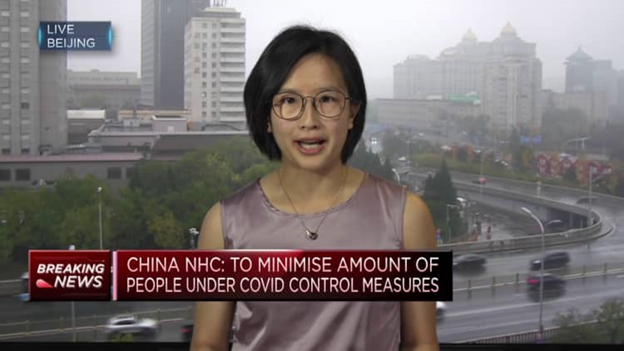 LIVE
BEIJING
BREAKING
NEWS
CHINA NHC: TO MINIMISE AMOUNT OF
PEOPLE UNDER COVID CONTROL MEASURES